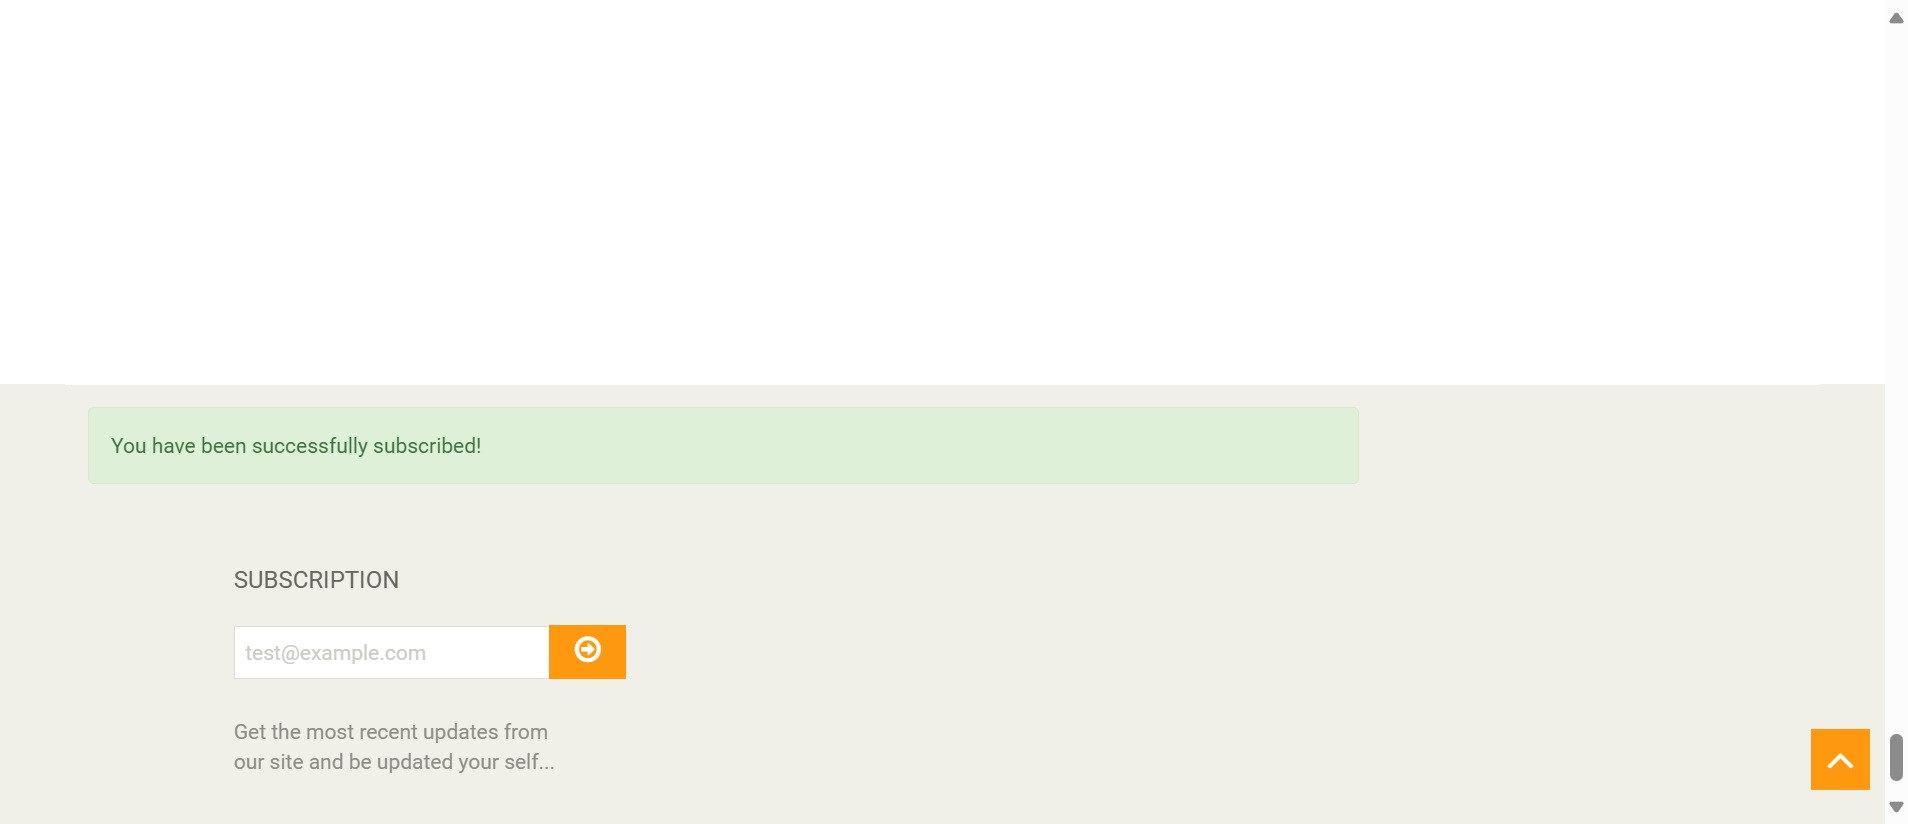 You have been successfully subscribed!
SUBSCRIPTION
test@example.com
Get the most recent updates from
our site and be updated your self...